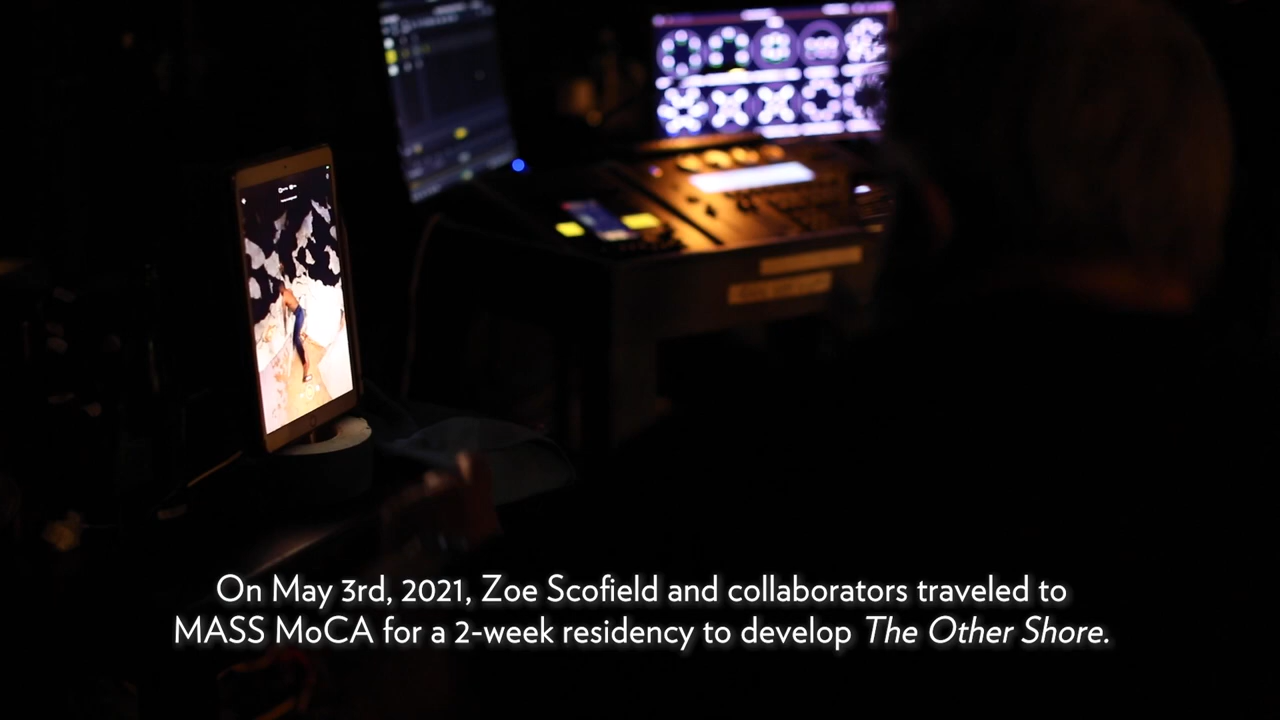 On May 3rd, 2021, Zoe Scofield and collaborators traveled to
MASS MoCA for a 2-week residency to develop The Other Shore.